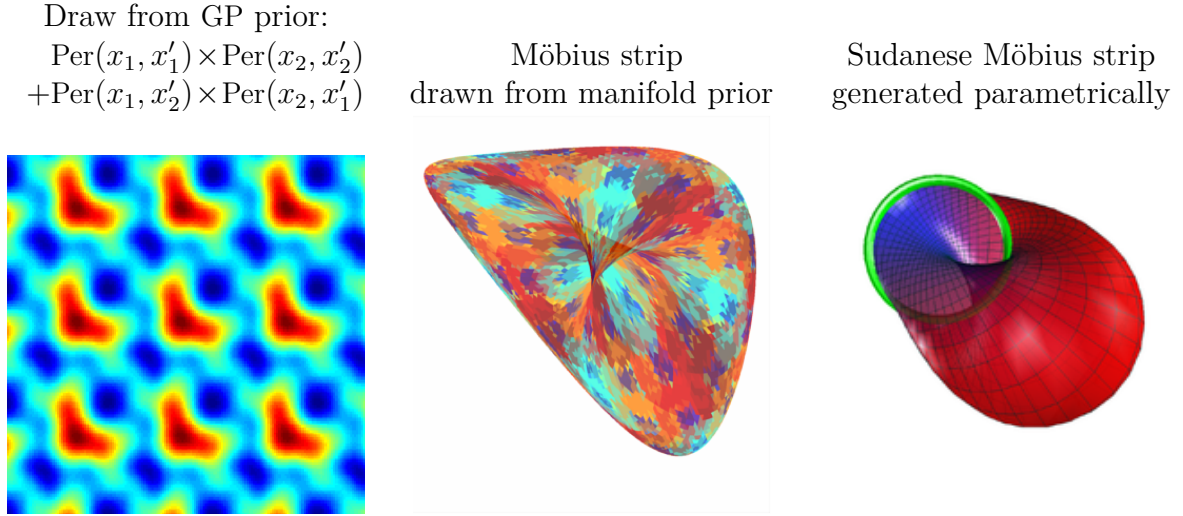 Draw from GP prior:
Per(x₁, x′₁)×Per(x₂, x′₂)
+Per(x₁, x′₂)×Per(x₂, x′₁)
Möbius strip
drawn from manifold prior
Sudanese Möbius strip
generated parametrically